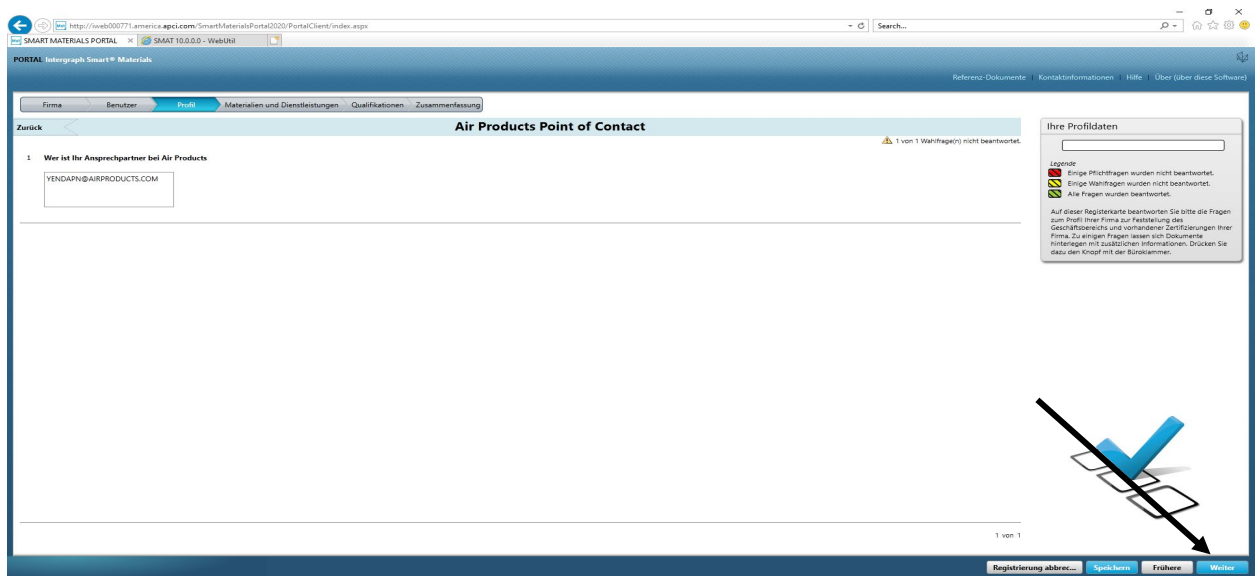 http://iweb000771.america.apci.com/SmartMaterialsPortal2020/PortalClient/index.aspx
Search...
SMART MATERIALS PORTAL
SMAT 10.0.0.0 - WebUtil
PORTAL Intergraph Smart® Materials
Referenz-Dokumente | Kontaktinformationen | Hilfe | Über (über diese Software)
Firma Benutzer Profil Materialien und Dienstleistungen Qualifikationen Zusammenfassung
Zurück
Air Products Point of Contact
1 von 1 Wahlfrage(n) nicht beantwortet.
1 Wer ist Ihr Ansprechpartner bei Air Products
YENDAPN@AIRPRODUCTS.COM
Ihre Profildaten
Legende
Einige Pflichtfragen wurden nicht beantwortet.
Einige Wahlfragen wurden nicht beantwortet.
Alle Fragen wurden beantwortet.
Auf dieser Registerkarte beantworten Sie bitte die Fragen
zum Profil Ihrer Firma zur Feststellung des
Geschäftsbereichs und vorhandener Zertifizierungen Ihrer
Firma. Zu einigen Fragen lassen sich Dokumente
hinterlegen mit zusätzlichen Informationen. Drücken Sie
dazu den Knopf mit der Büroklammer.
1 von 1
Registrierung abbrec... Speichern Frühere Weiter